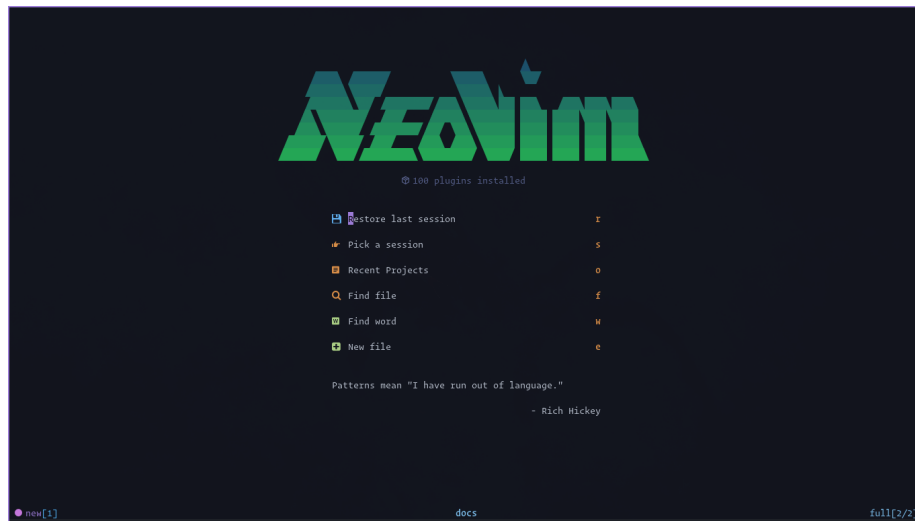 NEOVIM
100 plugins installed
Restore last session r
Pick a session s
Recent Projects o
Find file f
Find word w
New file e
Patterns mean "I have run out of language."
- Rich Hickey
new[1] docs full[2/2]